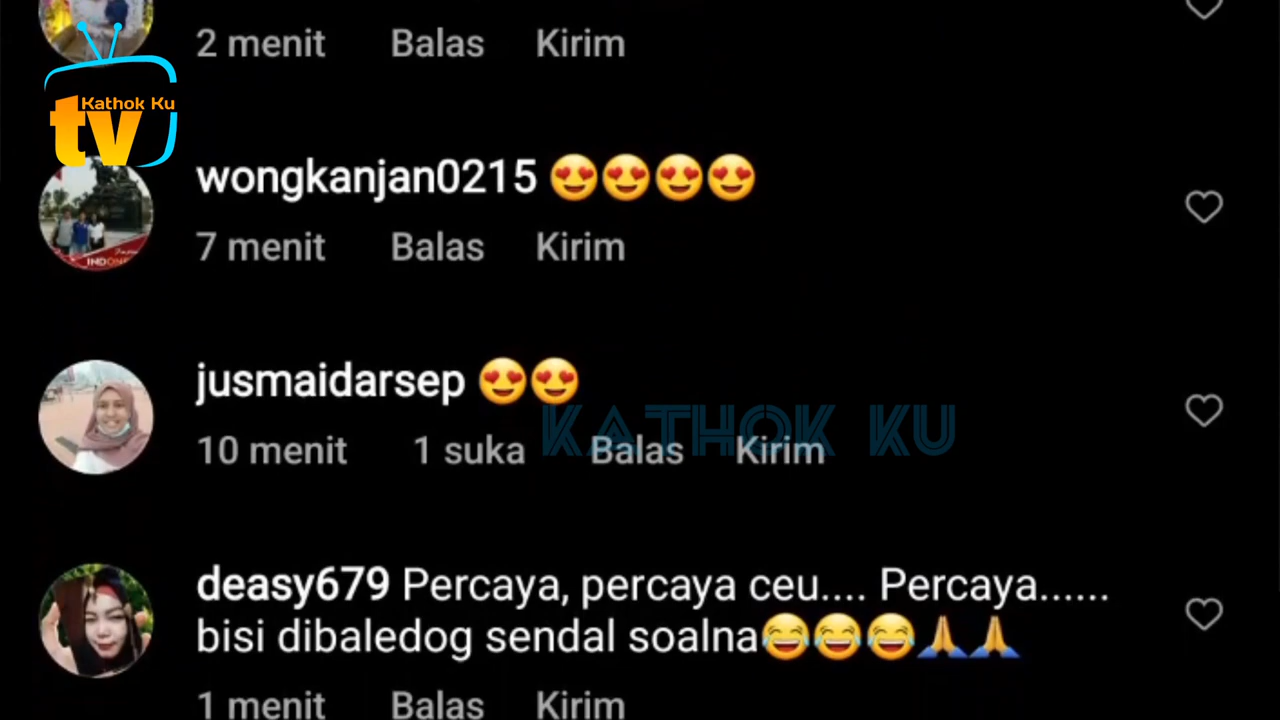 2 menit Balas Kirim
Kathok Ku
tv
wongkanjan0215 😍😍😍😍
7 menit Balas Kirim
INDONE
jusmaidarsep 😍😍
KATHOK KU
10 menit 1 suka Balas Kirim
deasy679 Percaya, percaya ceu.... Percaya......
bisi dibaledog sendal soalna😂😂😂🙏🙏
1 menit Balas Kirim